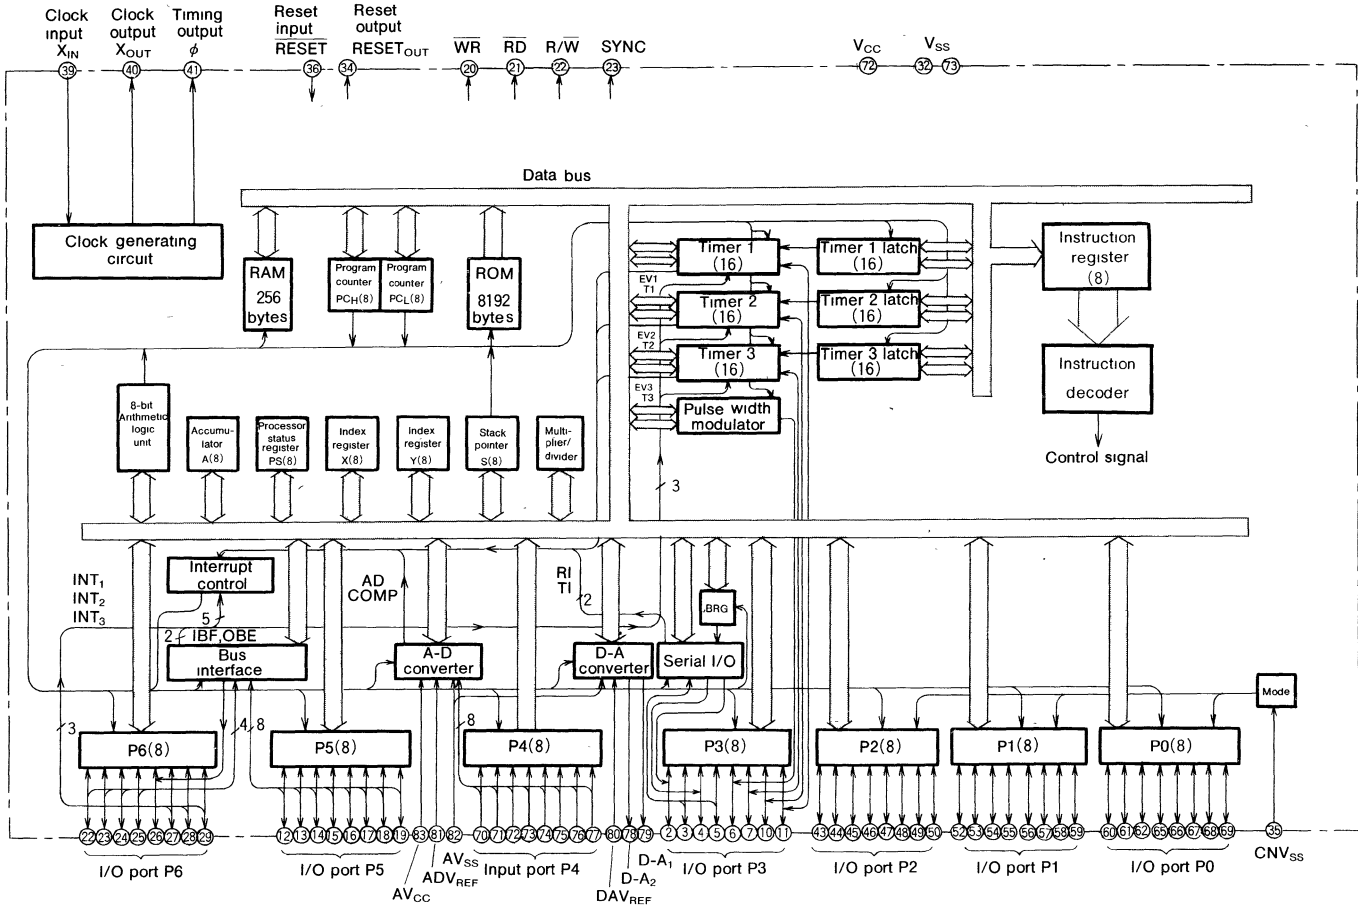 Clock input XIN
Clock output XOUT
Timing output ϕ
Reset input RESET
Reset output RESETOUT
WR
RD
R/W
SYNC
VCC
VSS
39
40
41
36
34
20
21
22
23
72
32
73
Data bus
Clock generating circuit
RAM 256 bytes
Program counter PCH(8)
Program counter PCL(8)
ROM 8192 bytes
Timer 1 (16)
Timer 1 latch (16)
EV1 T1
Timer 2 (16)
Timer 2 latch (16)
EV2 T2
Timer 3 (16)
Timer 3 latch (16)
EV3 T3
Pulse width modulator
Instruction register (8)
Instruction decoder
Control signal
8-bit Arithmetic logic unit
Accumu-lator A(8)
Processor status register PS(8)
Index register X(8)
Index register Y(8)
Stack pointer S(8)
Multi-plier/divider
3
INT1
INT2
INT3
Interrupt control
5
2
IBF,OBE
Bus interface
AD COMP
A-D converter
RI TI
2
D-A converter
BRG
Serial I/O
Mode
3
4
8
8
P6(8)
P5(8)
P4(8)
P3(8)
P2(8)
P1(8)
P0(8)
22 23 24 25 26 27 28 29
12 13 14 15 16 17 18 19
83 81 82
70 71 72 73 74 75 76 77
80 78 79
2 3 4 5 6 7 10 11
43 44 45 46 47 48 49 50
52 53 54 55 56 57 58 59
60 61 62 65 66 67 68 69
35
I/O port P6
I/O port P5
AVCC
ADVREF
AVSS
Input port P4
DAVREF
D-A2
D-A1
I/O port P3
I/O port P2
I/O port P1
I/O port P0
CNVSS